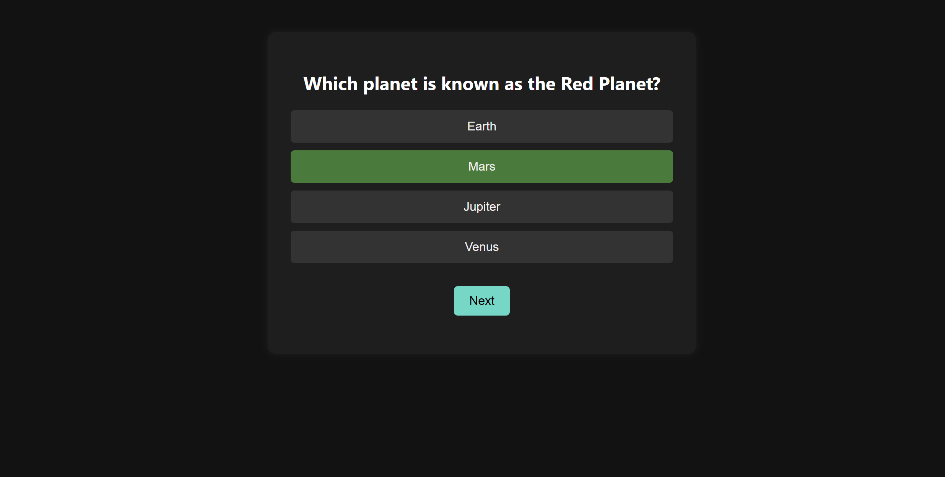 Which planet is known as the Red Planet?
Earth
Mars
Jupiter
Venus
Next